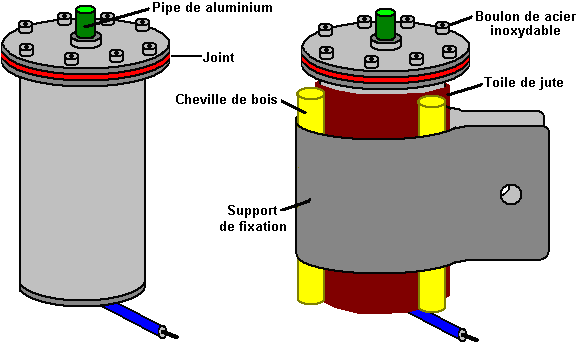 Pipe de aluminium
Joint
Boulon de acier
inoxydable
Toile de jute
Cheville de bois
Support
de fixation